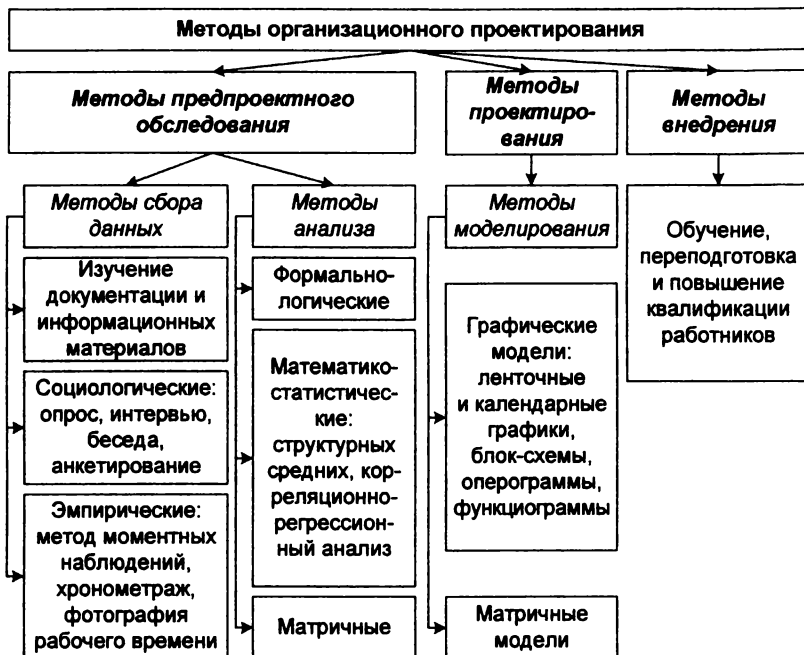 Методы организационного проектирования
Методы предпроектного
обследования
Методы
проектиро-
вания
Методы
внедрения
Методы сбора
данных
Методы
анализа
Методы
моделирования
Обучение,
переподготовка
и повышение
квалификации
работников
Изучение
документации и
информационных
материалов
Социологические:
опрос, интервью,
беседа,
анкетирование
Эмпирические:
метод моментных
наблюдений,
хронометраж,
фотография
рабочего времени
Формально-
логические
Математико-
статистичес-
кие:
структурных
средних, кор-
реляционно-
регрессион-
ный анализ
Матричные
Графические
модели:
ленточные
и календарные
графики,
блок-схемы,
оперограммы,
функциограммы
Матричные
модели